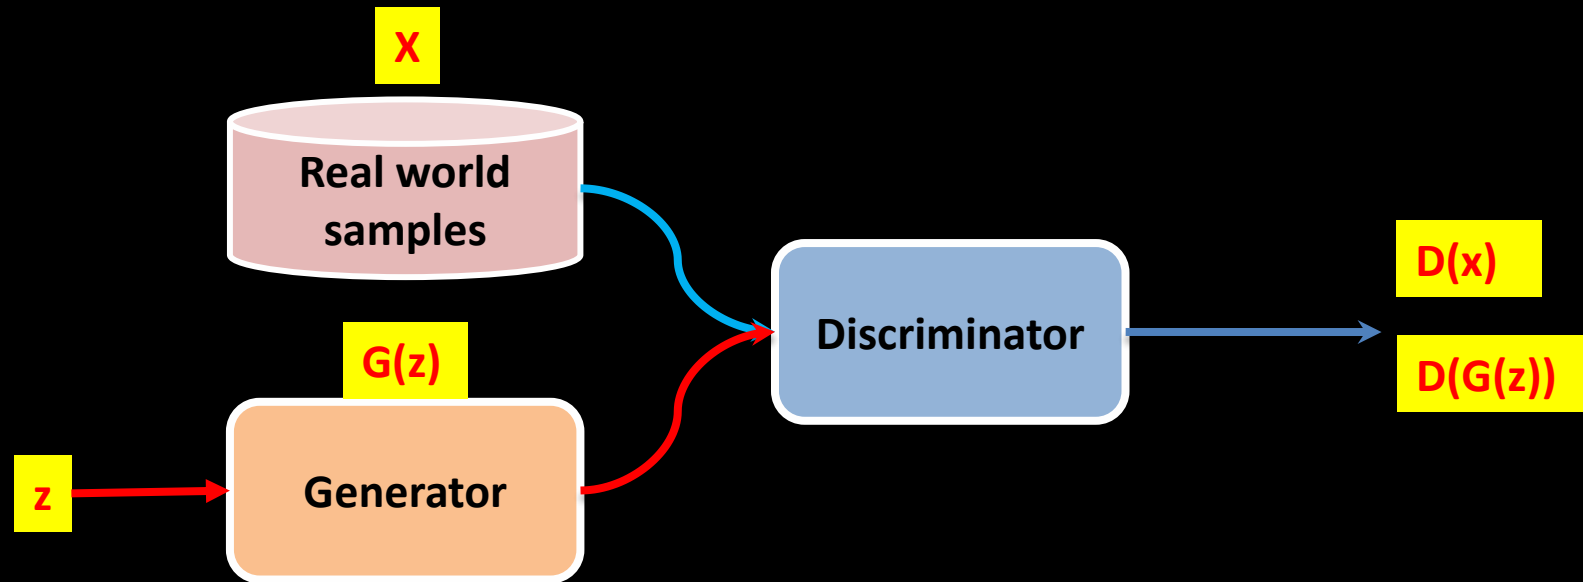 X
Real world
samples
G(z)
Generator
z
Discriminator
D(x)
D(G(z))